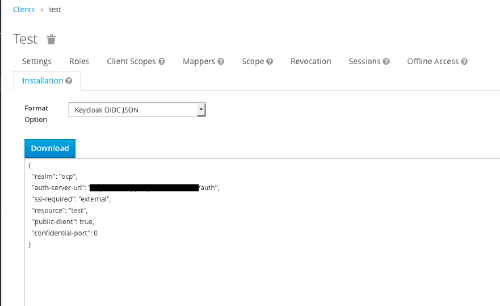 Clients > test
Test
Settings Roles Client Scopes Mappers Scope Revocation Sessions Offline Access
Installation
Format Option Keycloak OIDC JSON
Download
{
"realm": "ocp",
"auth-server-url": "/auth",
"ssl-required": "external",
"resource": "test",
"public-client": true,
"confidential-port": 0
}